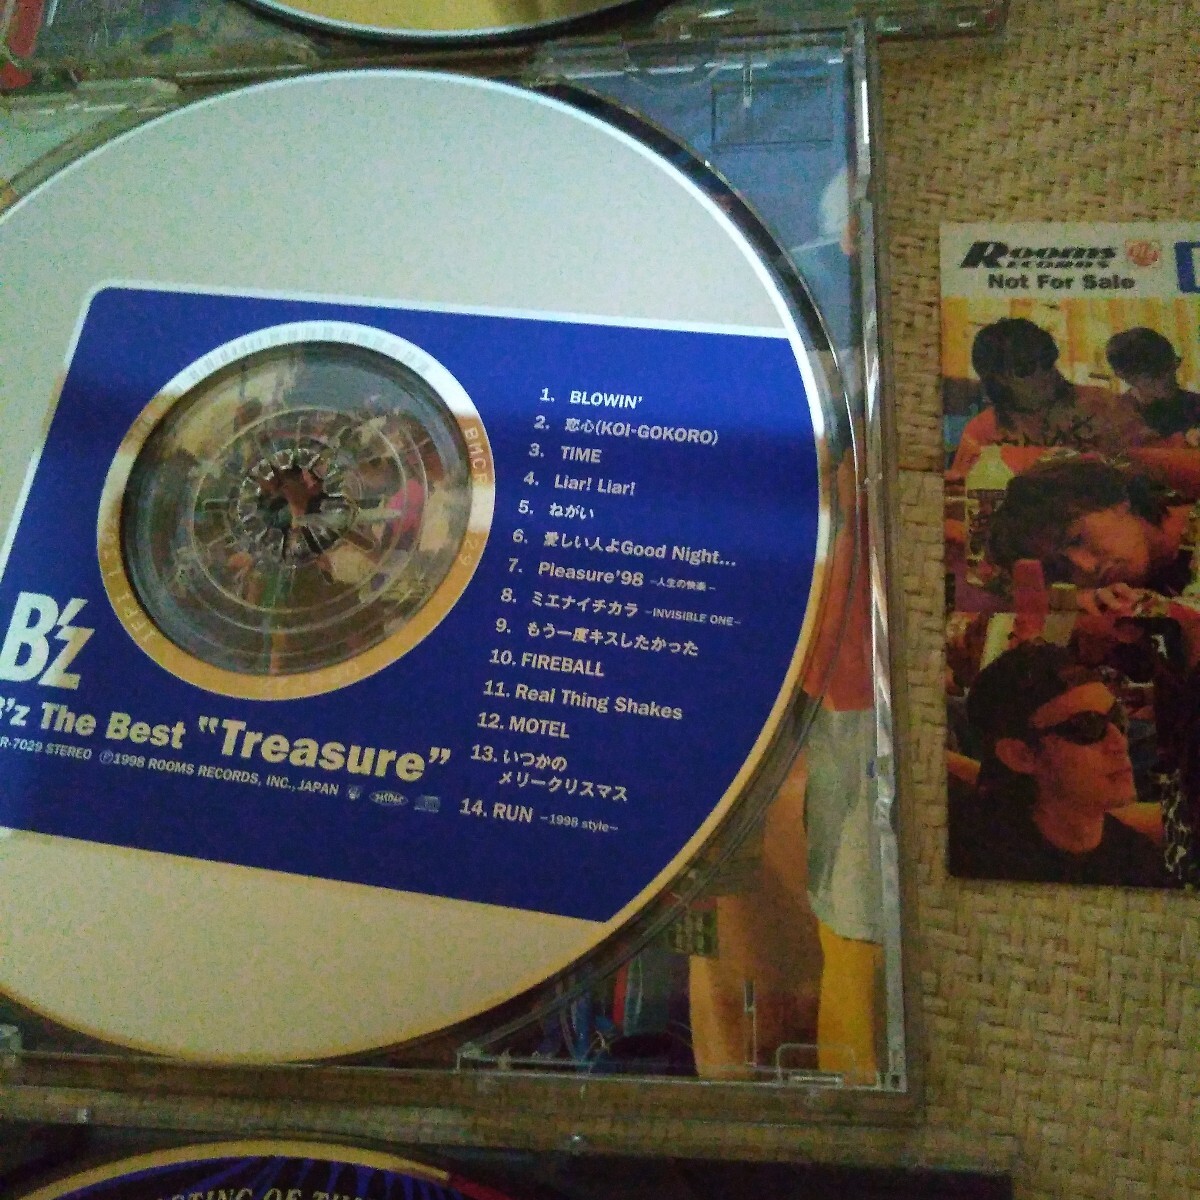 1. BLOWIN'
2. 恋心(KOI-GOKORO)
3. TIME
4. Liar! Liar!
5. ねがい
6. 愛しい人よGood Night...
7. Pleasure'98 –人生の快楽–
8. ミエナイチカラ –INVISIBLE ONE–
9. もう一度キスしたかった
10. FIREBALL
11. Real Thing Shakes
12. MOTEL
13. いつかの
メリークリスマス
14. RUN –1998 style–
B'z
B'z The Best "Treasure"
R-7029 STEREO Ⓟ1998 ROOMS RECORDS, INC., JAPAN
JASRAC
Rooms
RECORDS
Not For Sale
OF